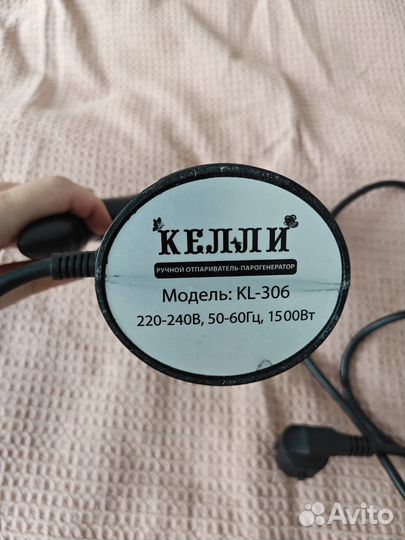 КЕЛЛИ
РУЧНОЙ ОТПАРИВАТЕЛЬ-ПАРОГЕНЕРАТОР
Модель: KL-306
220-240В, 50-60Гц, 1500Вт
Avito